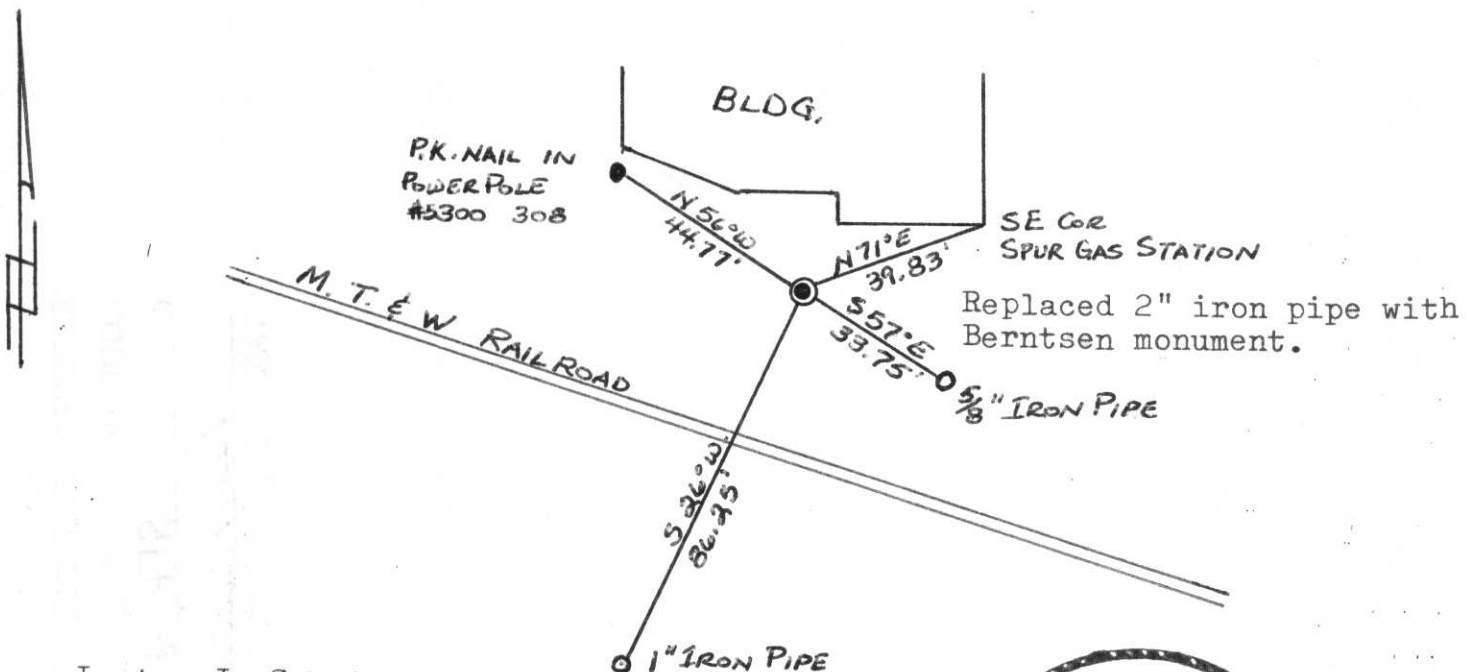 BLDG.
P.K. NAIL IN
POWER POLE
#5300 308
N 56°W
44.77'
N 71°E
39.83'
SE COR
SPUR GAS STATION
Replaced 2" iron pipe with
Berntsen monument.
S 57°E
33.75'
5/8" IRON PIPE
M. T. & W RAILROAD
S 26°W
86.25'
1" IRON PIPE